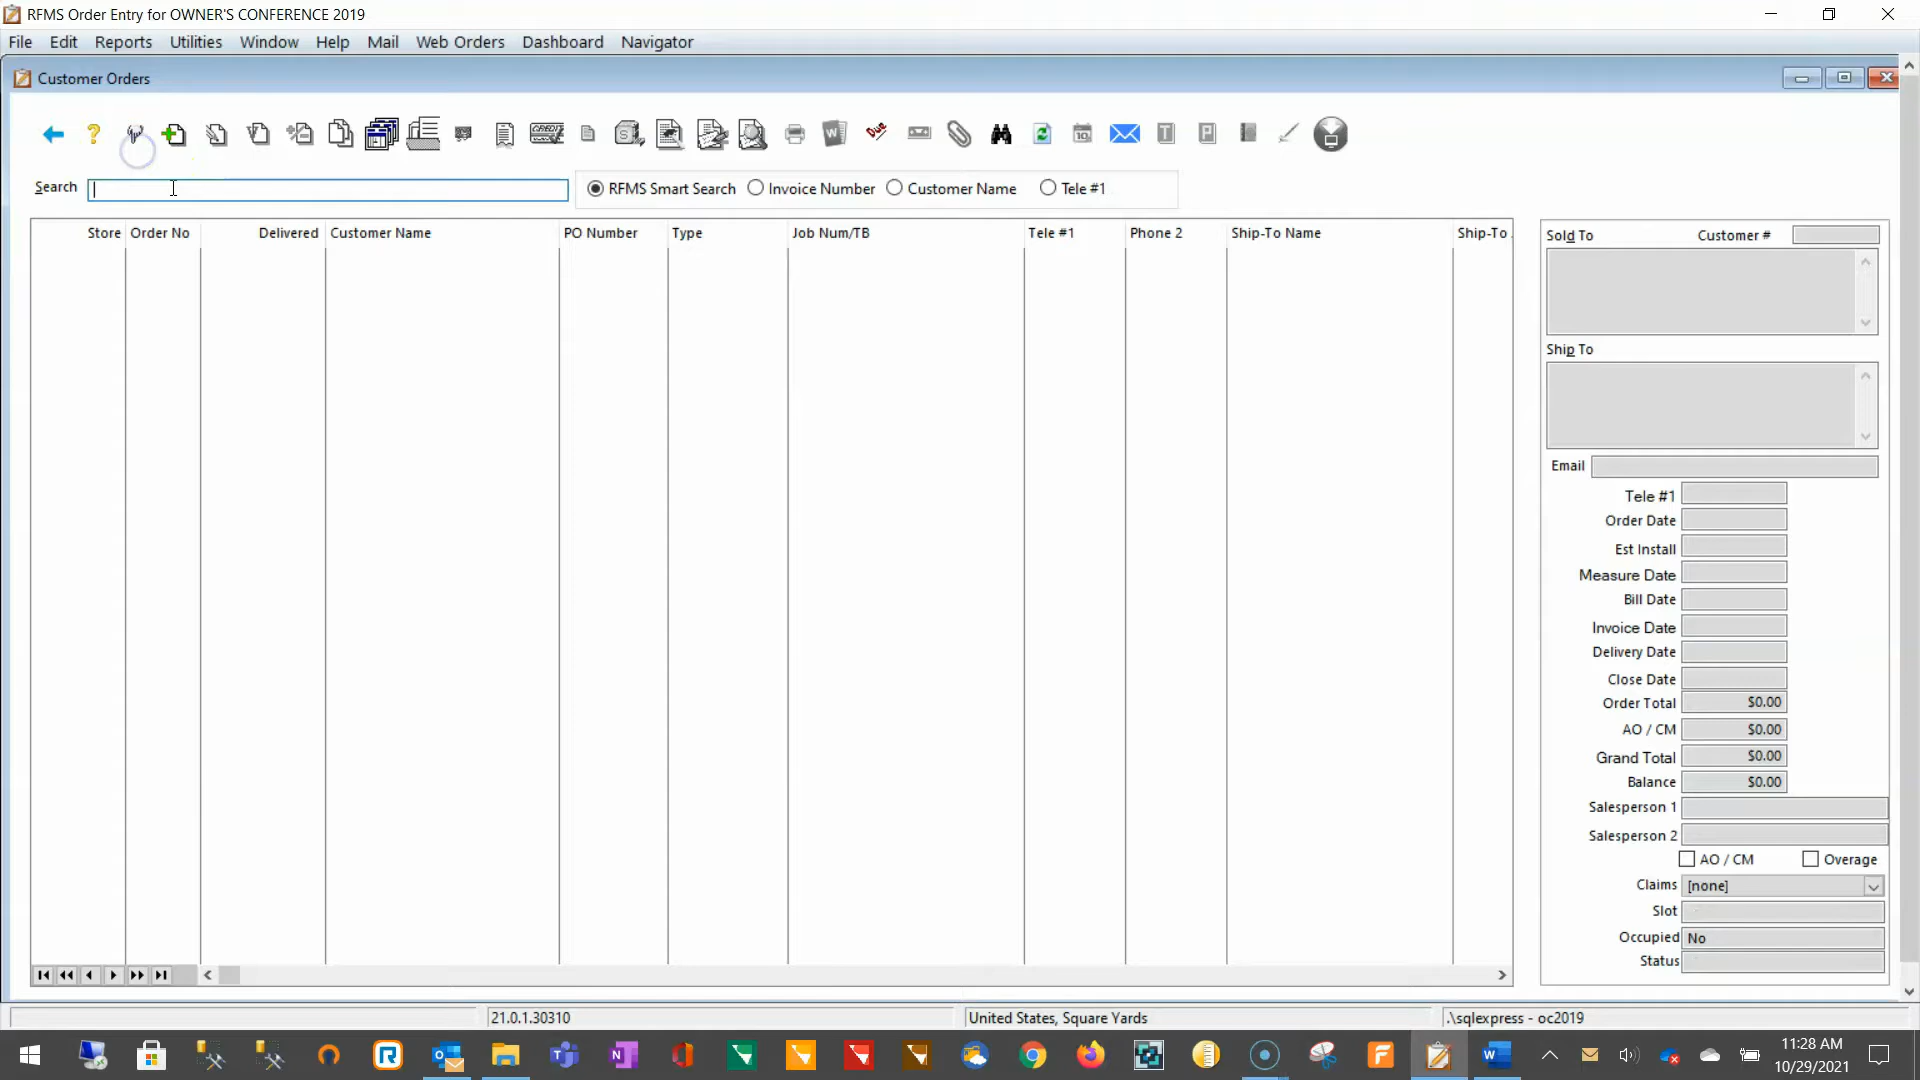 RFMS Order Entry for OWNER'S CONFERENCE 2019
File Edit Reports Utilities Window Help Mail Web Orders Dashboard Navigator
Customer Orders
Search RFMS Smart Search Invoice Number Customer Name Tele #1
Store Order No Delivered Customer Name PO Number Type Job Num/TB Tele #1 Phone 2 Ship-To Name Ship-To
Sold To Customer #
Ship To
Email
Tele #1
Order Date
Est Install
Measure Date
Bill Date
Invoice Date
Delivery Date
Close Date
Order Total $0.00
AO / CM $0.00
Grand Total $0.00
Balance $0.00
Salesperson 1
Salesperson 2
AO / CM Overage
Claims [none]
Slot
Occupied No
Status
21.0.1.30310 United States, Square Yards .\sqlexpress - oc2019
11:28 AM
10/29/2021